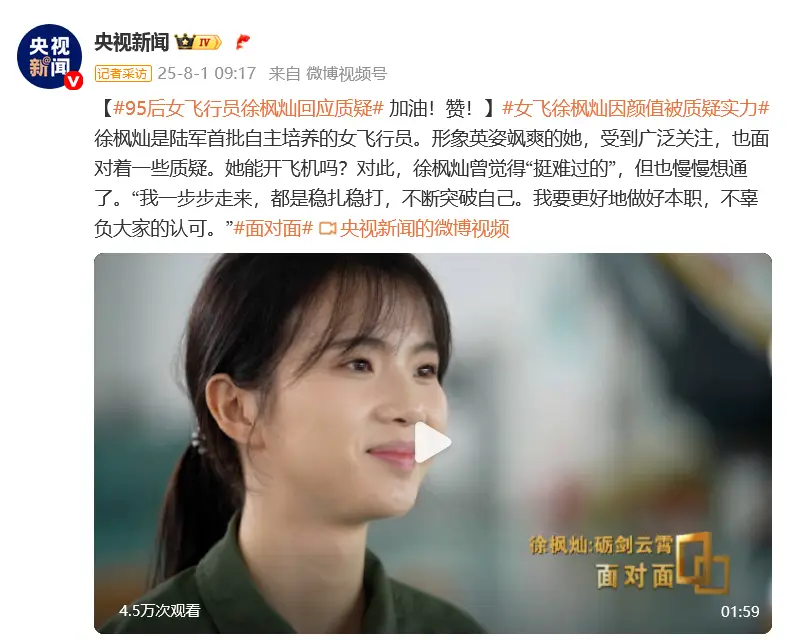 央视
新闻
央视新闻 IV
记者采访 25-8-1 09:17 来自 微博视频号
【#95后女飞行员徐枫灿回应质疑# 加油！赞！】#女飞徐枫灿因颜值被质疑实力#
徐枫灿是陆军首批自主培养的女飞行员。形象英姿飒爽的她，受到广泛关注，也面
对着一些质疑。她能开飞机吗？对此，徐枫灿曾觉得“挺难过的”，但也慢慢想通
了。“我一步步走来，都是稳扎稳打，不断突破自己。我要更好地做好本职，不辜
负大家的认可。”#面对面# 央视新闻的微博视频
徐枫灿:砺剑云霄
面对面
4.5万次观看
01:59